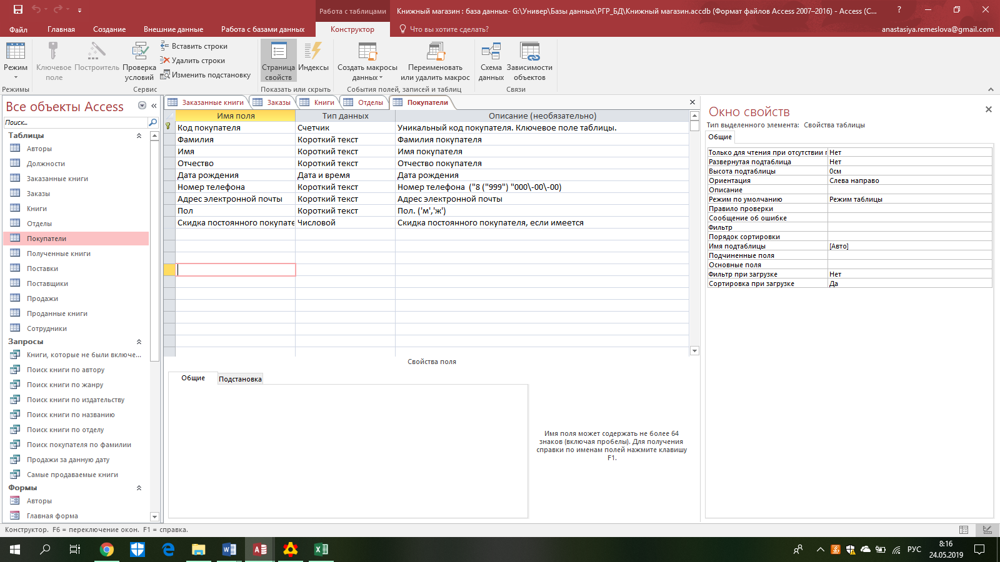 Работа с таблицами
Книжный магазин : база данных- G:\Универ\Базы данных\РГР_БД\Книжный магазин.accdb (Формат файлов Access 2007–2016) - Access (С...
?
Файл
Главная
Создание
Внешние данные
Работа с базами данных
Конструктор
Что вы хотите сделать?
anastasiya.remeslova@gmail.com
Режим
Ключевое поле
Построитель
Проверка условий
Вставить строки
Удалить строки
Изменить подстановку
Страница свойств
Индексы
Создать макросы данных
Переименовать или удалить макрос
Схема данных
Зависимости объектов
Режимы
Сервис
Показать или скрыть
События полей, записей и таблиц
Связи
Все объекты Access
Поиск...
Таблицы
Авторы
Должности
Заказанные книги
Заказы
Книги
Отделы
Покупатели
Полученные книги
Поставки
Поставщики
Продажи
Проданные книги
Сотрудники
Запросы
Книги, которые не были включе...
Поиск книги по автору
Поиск книги по жанру
Поиск книги по издательству
Поиск книги по названию
Поиск книги по отделу
Поиск покупателя по фамилии
Продажи за данную дату
Самые продаваемые книги
Формы
Авторы
Главная форма
Заказанные книги
Заказы
Книги
Отделы
Покупатели
Имя поля Тип данных Описание (необязательно)
Код покупателя Счетчик Уникальный код покупателя. Ключевое поле таблицы.
Фамилия Короткий текст Фамилия покупателя
Имя Короткий текст Имя покупателя
Отчество Короткий текст Отчество покупателя
Дата рождения Дата и время Дата рождения
Номер телефона Короткий текст Номер телефона ("8 ("999") "000\-00\-00)
Адрес электронной почты Короткий текст Адрес электронной почты
Пол Короткий текст Пол. ('м','ж')
Скидка постоянного покупате Числовой Скидка постоянного покупателя, если имеется
Свойства поля
Общие
Подстановка
Имя поля может содержать не более 64
знаков (включая пробелы). Для получения
справки по именам полей нажмите клавишу
F1.
Окно свойств
Тип выделенного элемента: Свойства таблицы
Общие
Только для чтения при отсутствии г Нет
Развернутая подтаблица Нет
Высота подтаблицы 0см
Ориентация Слева направо
Описание
Режим по умолчанию Режим таблицы
Правило проверки
Сообщение об ошибке
Фильтр
Порядок сортировки
Имя подтаблицы [Авто]
Подчиненные поля
Основные поля
Фильтр при загрузке Нет
Сортировка при загрузке Да
Конструктор. F6 = переключение окон. F1 = справка.
РУС
8:16
24.05.2019